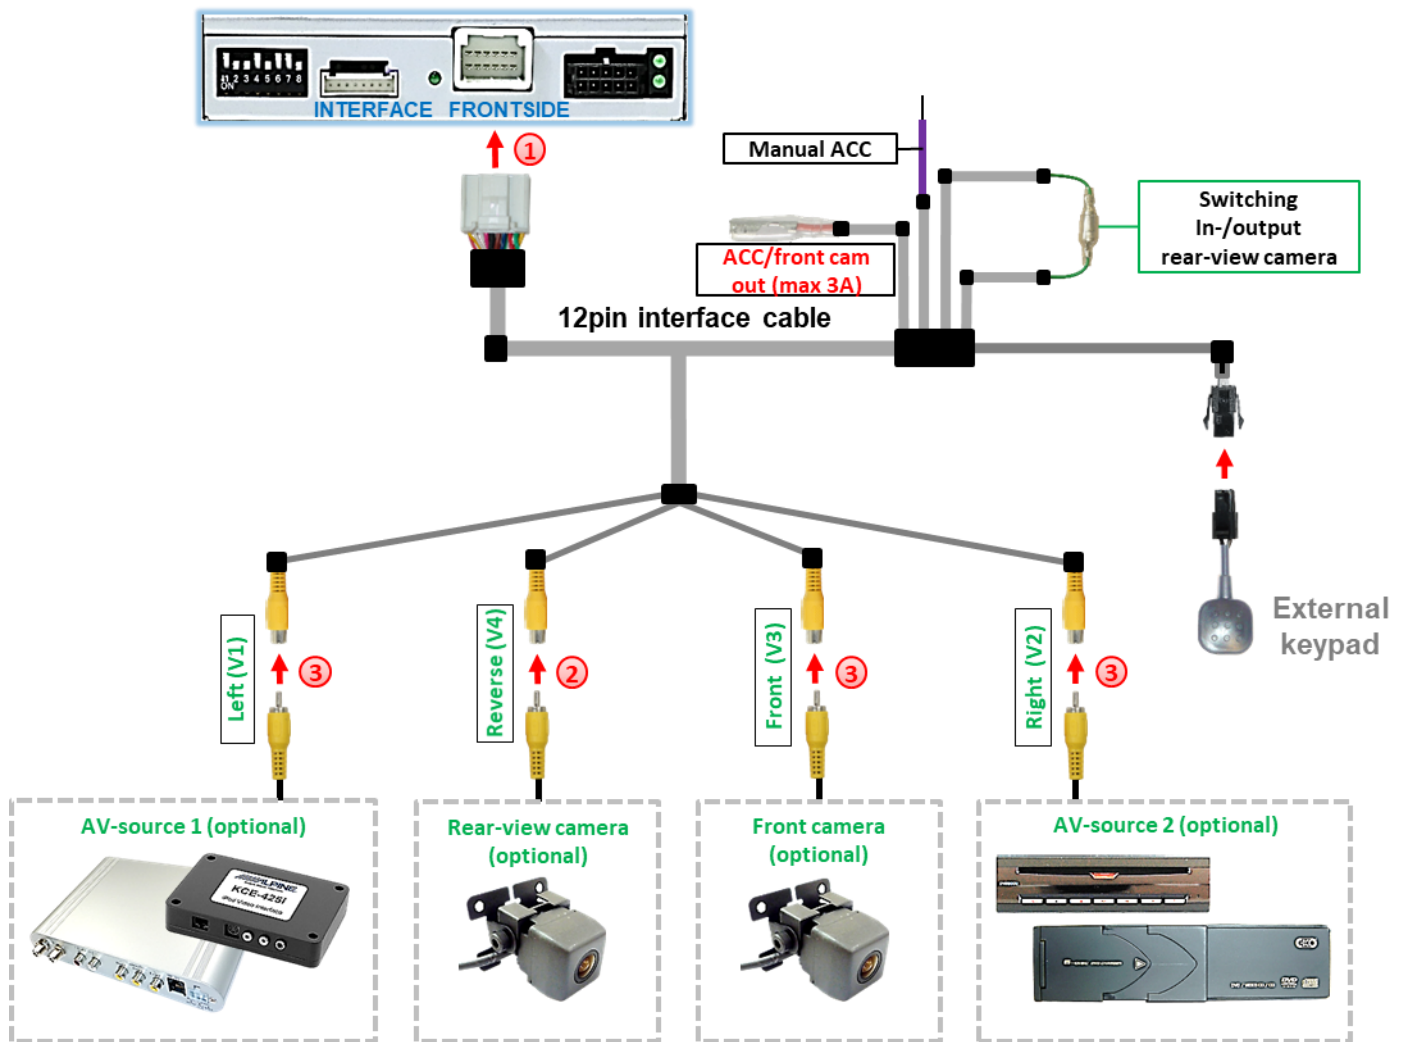 1 2 3 4 5 6 7 8
ON
INTERFACE FRONTSIDE
1
Manual ACC
Switching
In-/output
rear-view camera
ACC/front cam
out (max 3A)
12pin interface cable
External
keypad
Left (V1)
3
Reverse (V4)
2
Front (V3)
3
Right (V2)
3
AV-source 1 (optional)
ALPINE
KCE-425i
iPod Video Interface
Rear-view camera
(optional)
Front camera
(optional)
AV-source 2 (optional)